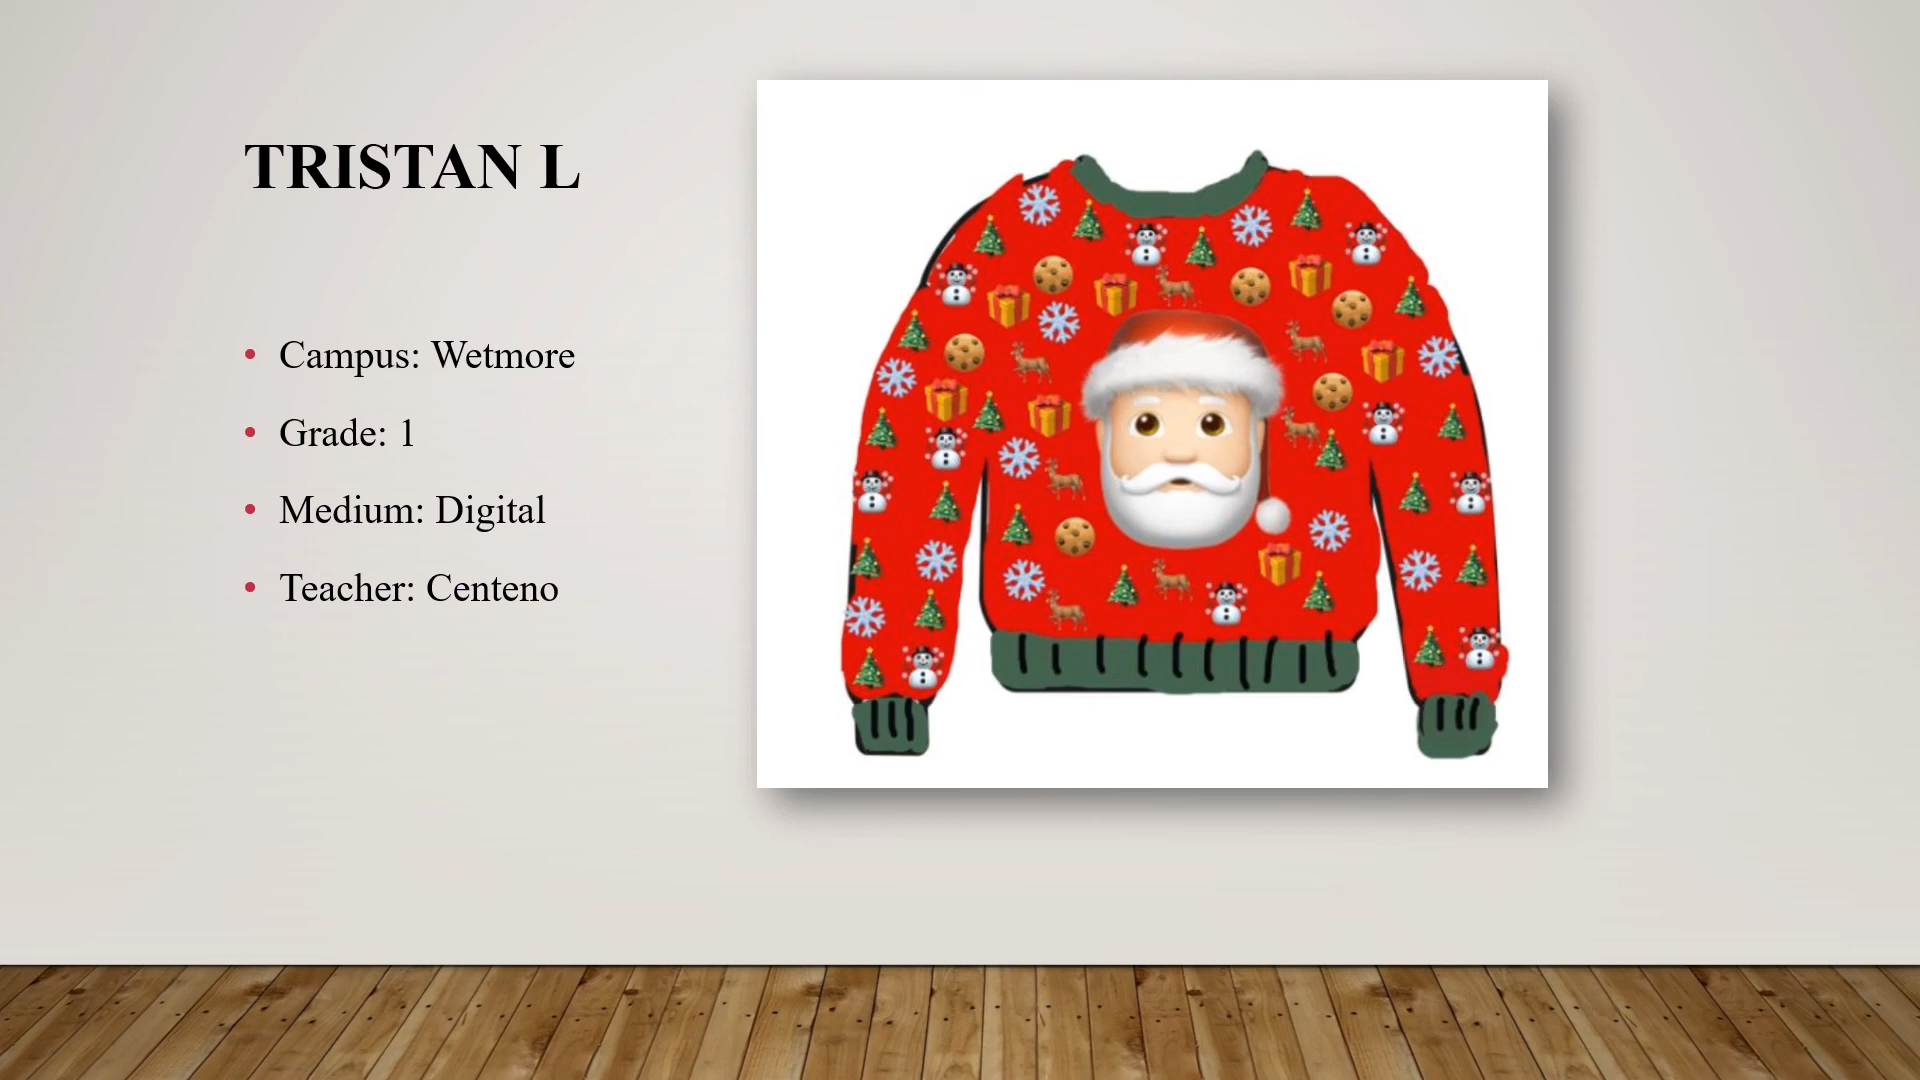 TRISTAN L
Campus: Wetmore
Grade: 1
Medium: Digital
Teacher: Centeno